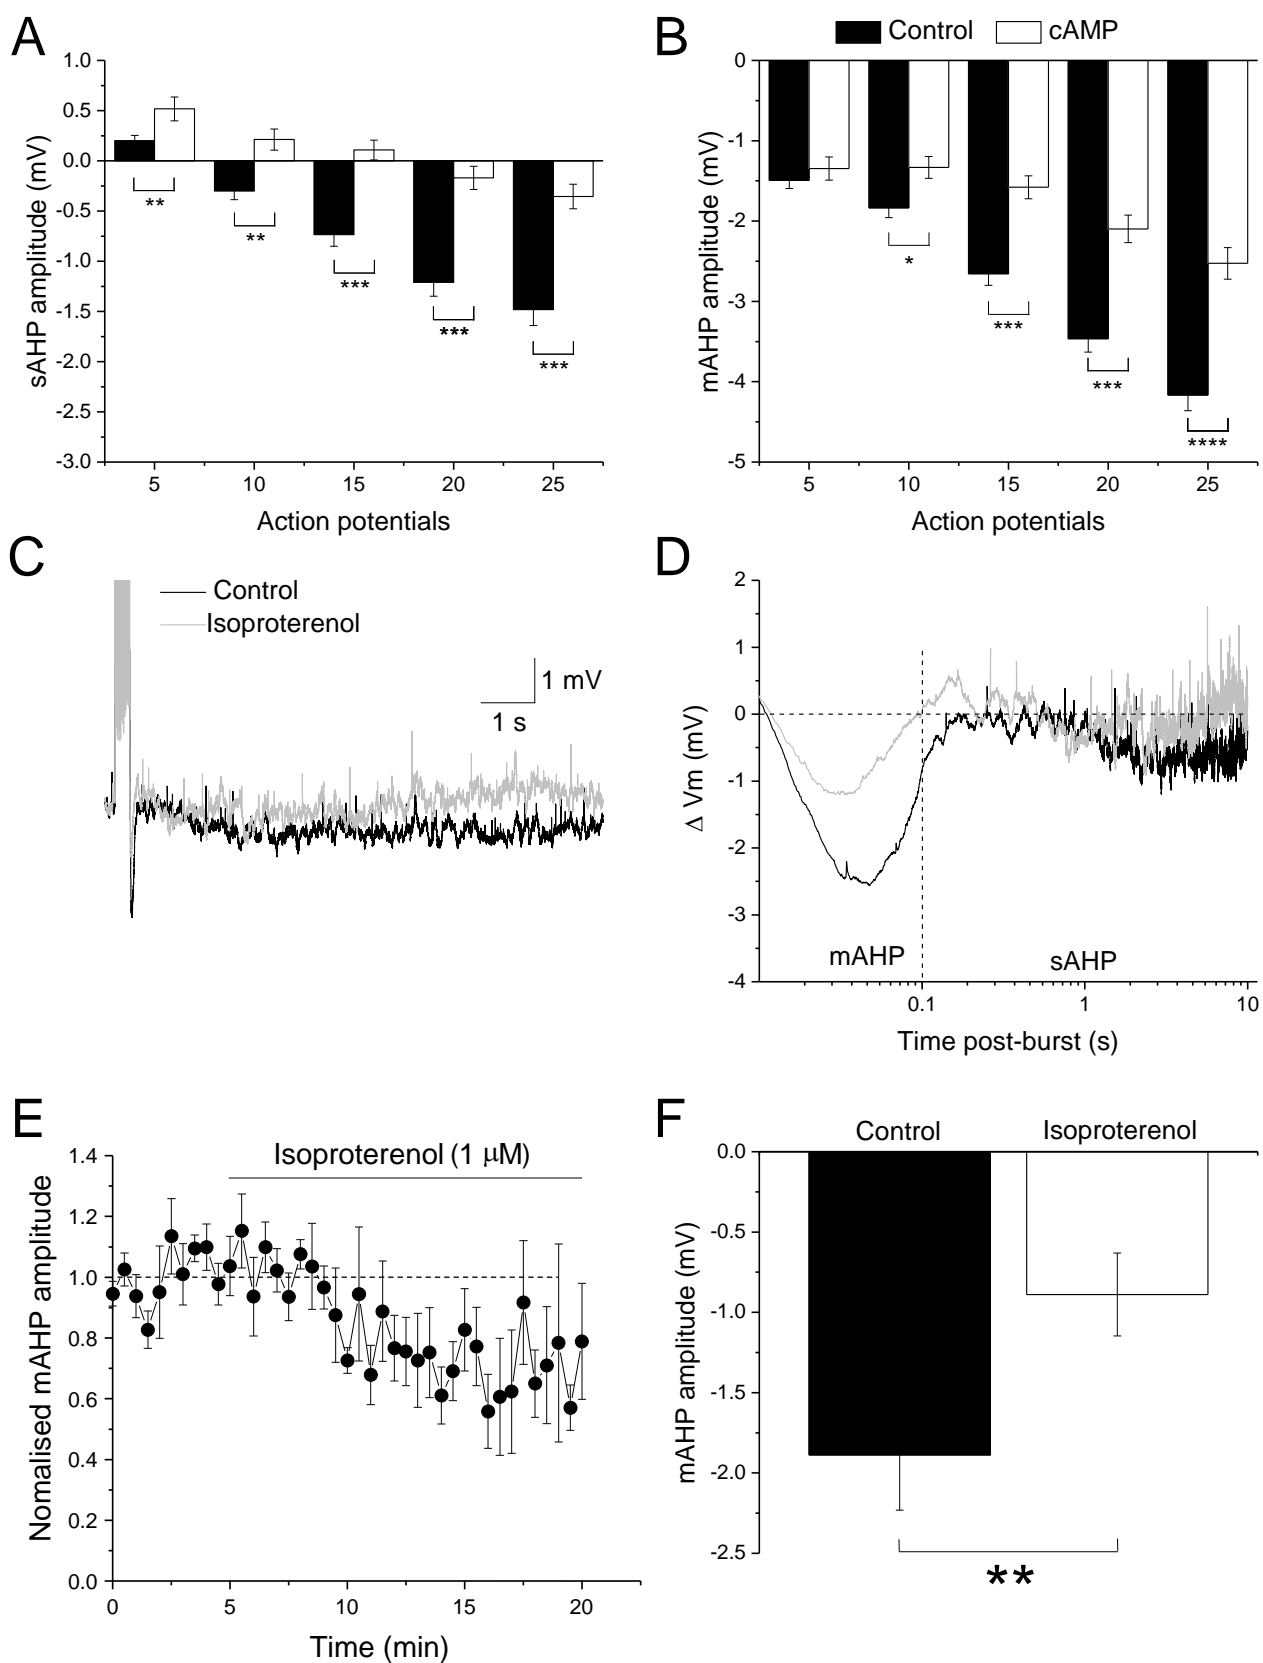 A
1.0
0.5
0.0
-0.5
-1.0
-1.5
-2.0
-2.5
-3.0
sAHP amplitude (mV)
**
**
***
***
***
5 10 15 20 25
Action potentials
B
Control cAMP
0
-1
-2
-3
-4
-5
mAHP amplitude (mV)
*
***
***
****
5 10 15 20 25
Action potentials
C
Control
Isoproterenol
1 mV
1 s
D
2
1
0
-1
-2
-3
-4
Δ Vm (mV)
mAHP sAHP
0.1 1 10
Time post-burst (s)
E
Isoproterenol (1 μM)
1.4
1.2
1.0
0.8
0.6
0.4
0.2
0.0
Nomalised mAHP amplitude
0 5 10 15 20
Time (min)
F
Control Isoproterenol
0.0
-0.5
-1.0
-1.5
-2.0
-2.5
mAHP amplitude (mV)
**